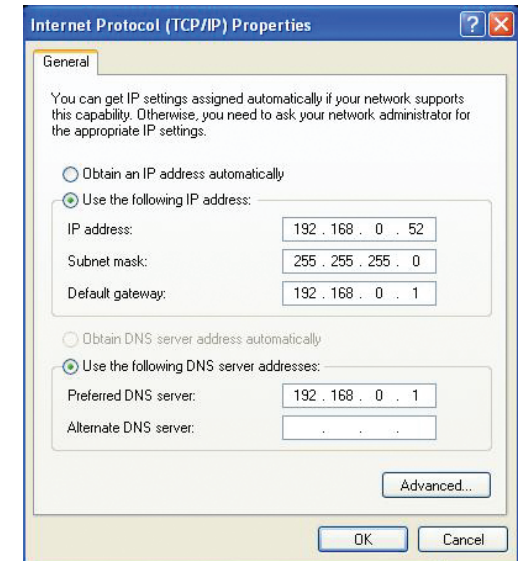 Internet Protocol (TCP/IP) Properties
General
You can get IP settings assigned automatically if your network supports
this capability. Otherwise, you need to ask your network administrator for
the appropriate IP settings.
Obtain an IP address automatically
Use the following IP address:
IP address: 192 . 168 . 0 . 52
Subnet mask: 255 . 255 . 255 . 0
Default gateway: 192 . 168 . 0 . 1
Obtain DNS server address automatically
Use the following DNS server addresses:
Preferred DNS server: 192 . 168 . 0 . 1
Alternate DNS server: . . .
Advanced...
OK Cancel